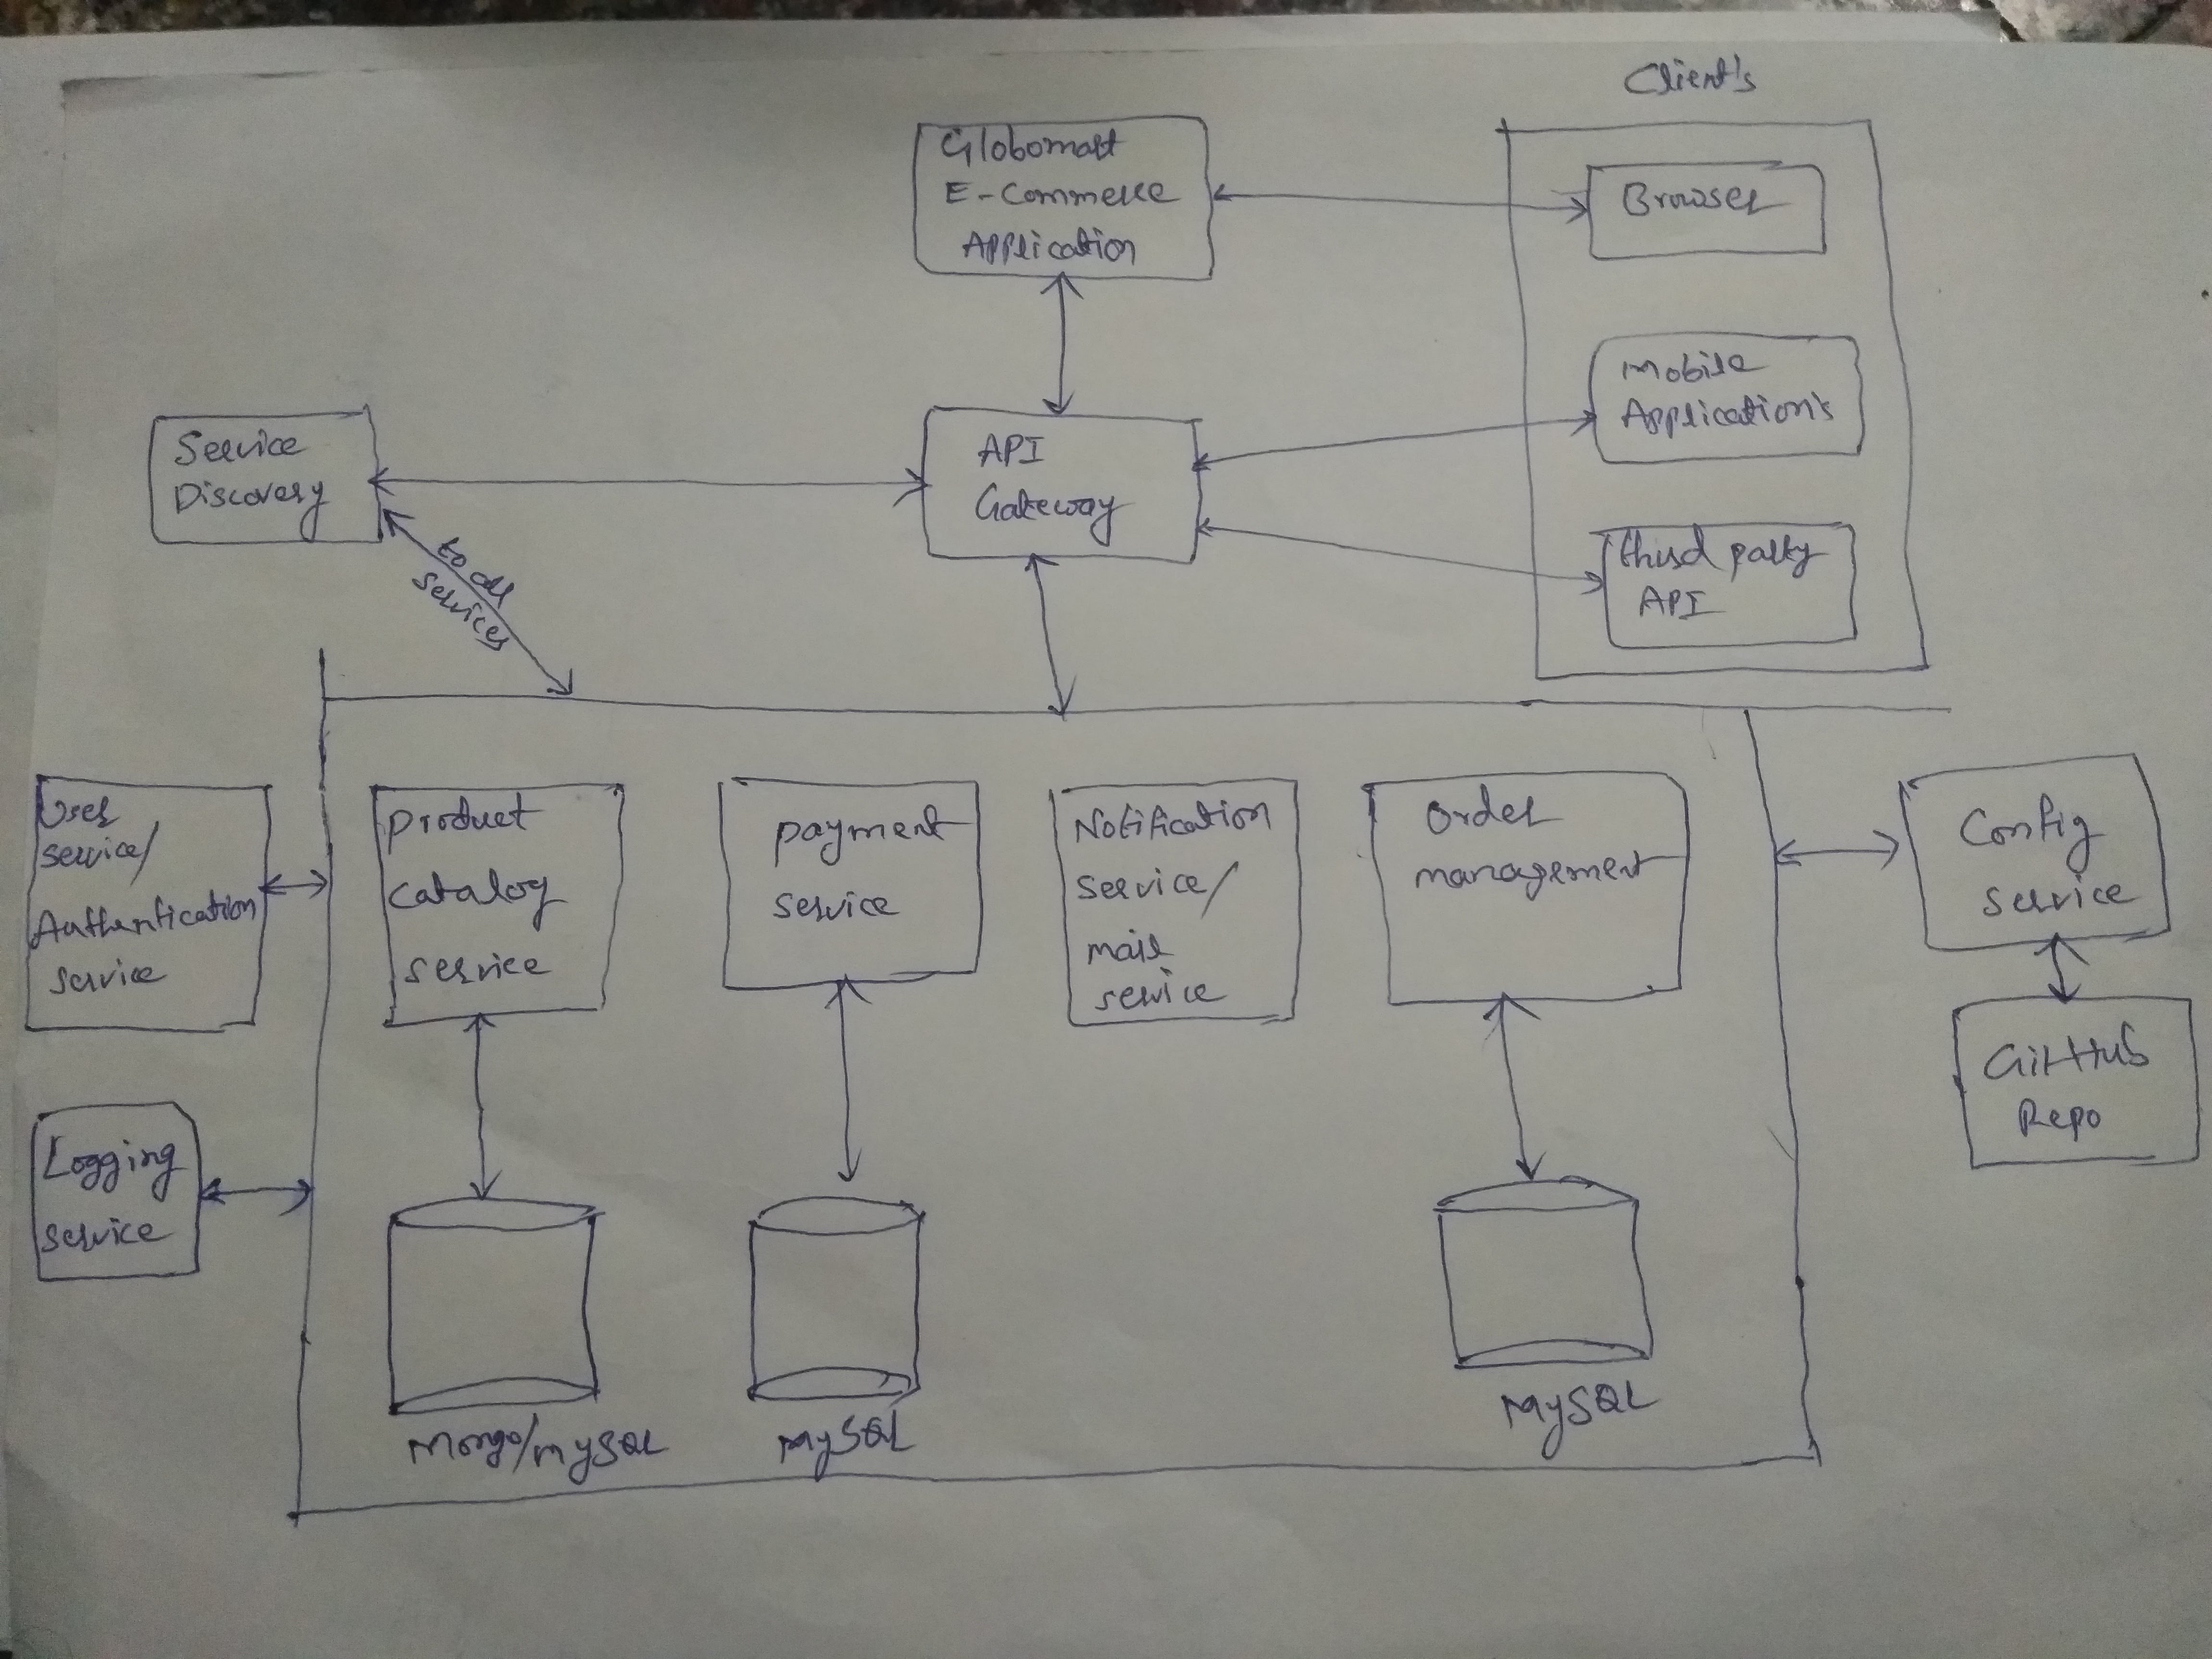 Client's
Globomart
E-Commerce
Application
Browser
Mobile
Application's
Service
Discovery
API
Gateway
third party
API
to all
services
User
service/
Authentication
service
product
catalog
service
payment
service
Notification
service/
mail
service
Order
management
Config
service
GitHub
Repo
Logging
service
Mongo/MySQL
MySQL
MySQL